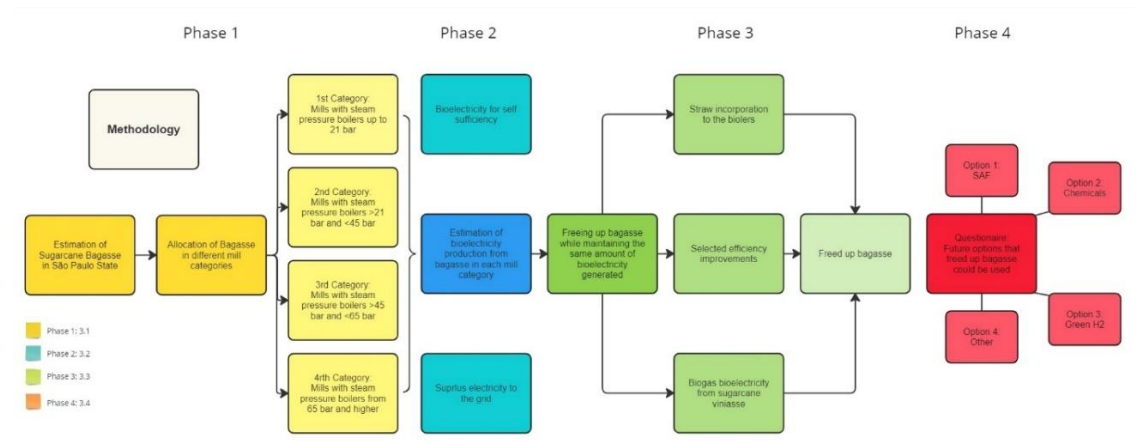 Phase 1
Phase 2
Phase 3
Phase 4
Methodology
Estimation of
Sugarcane Bagasse
in São Paulo State
Allocation of Bagasse
in different mill
categories
1st Category:
Mills with steam
pressure boilers up to
21 bar
2nd Category:
Mills with steam
pressure boilers >21
bar and <45 bar
3rd Category:
Mills with steam
pressure boilers >45
bar and <65 bar
4rth Category:
Mills with steam
pressure boilers from
65 bar and higher
Bioelectricity for self
sufficiency
Estimation of
bioelectricity
production from
bagasse in each mill
category
Suprlus electricity to
the grid
Freeing up bagasse
while maintaining the
same amount of
bioelectricity
generated
Straw incorporation
to the biolers
Selected efficiency
improvements
Biogas bioelectricity
from sugarcane
viniasse
Freed up bagasse
Option 1:
SAF
Option 2:
Chemicals
Questionaire:
Future options that
freed up bagasse
could be used
Option 3:
Green H2
Option 4:
Other
Phase 1: 3.1
Phase 2: 3.2
Phase 3: 3.3
Phase 4: 3.4